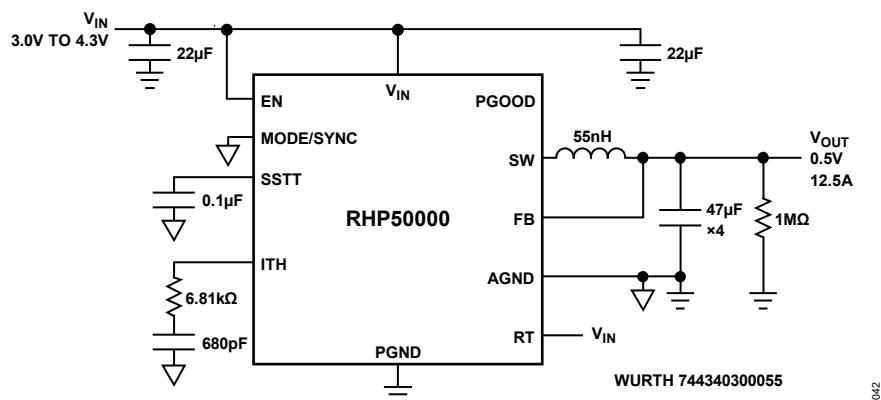 VIN
3.0V TO 4.3V
22µF
22µF
EN
VIN
PGOOD
MODE/SYNC
55nH
VOUT
0.5V
12.5A
SW
SSTT
0.1µF
RHP50000
47µF
×4
1MΩ
FB
ITH
6.81kΩ
AGND
680pF
RT
VIN
PGND
WURTH 744340300055
042